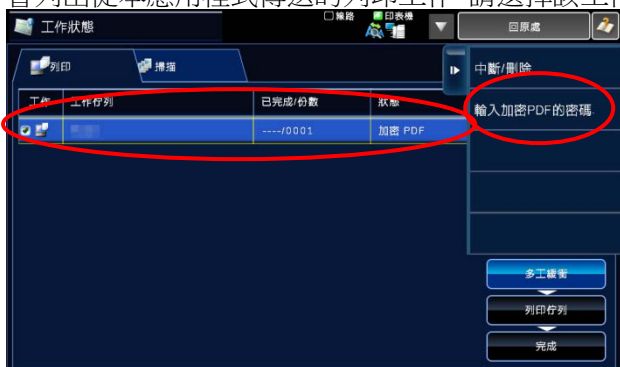 會列出從本應用程式傳送的列印工作 請選擇該工作
工作狀態
線路
印表機
回原處
列印
掃描
中斷/刪除
工作 工作佇列 已完成/份數 狀態
輸入加密PDF的密碼
----/0001 加密 PDF
多工緩衝
列印佇列
完成